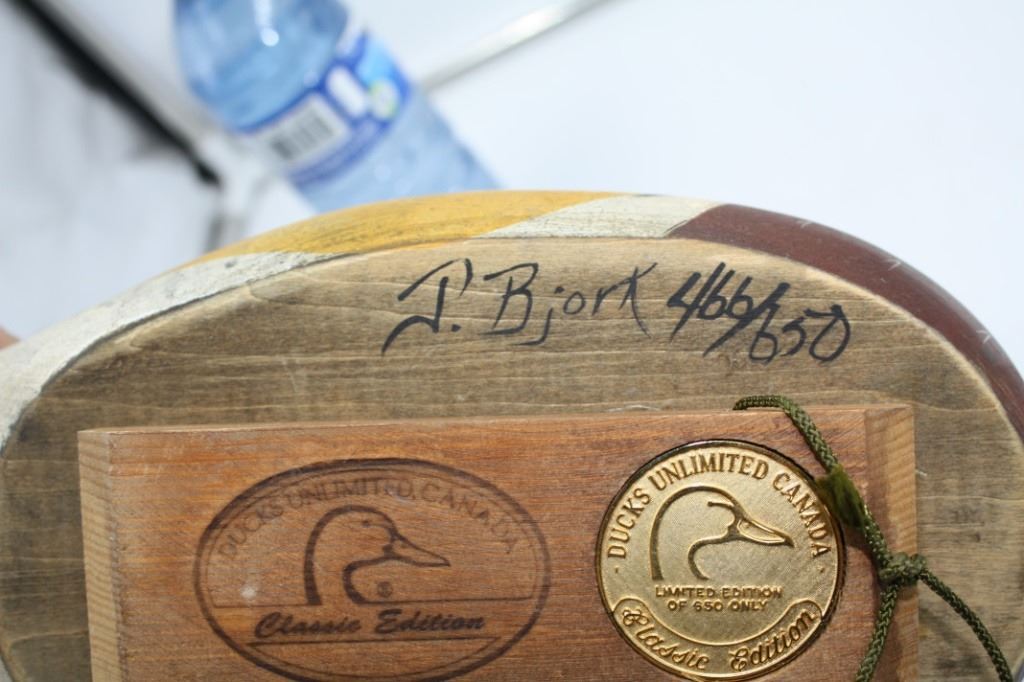 P. Bjork 466/650
DUCKS UNLIMITED CANADA
®
Classic Edition
· DUCKS UNLIMITED CANADA ·
LIMITED EDITION
OF 650 ONLY
Classic Edition